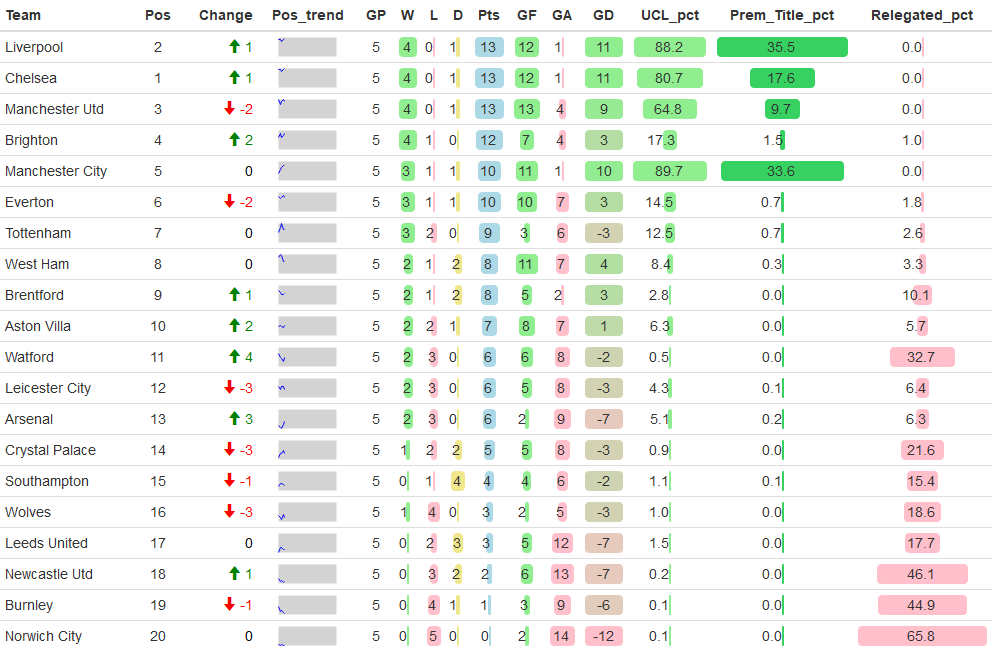 Team Pos Change Pos_trend GP W L D Pts GF GA GD UCL_pct Prem_Title_pct Relegated_pct
Liverpool 2 1 5 4 0 1 13 12 1 11 88.2 35.5 0.0
Chelsea 1 1 5 4 0 1 13 12 1 11 80.7 17.6 0.0
Manchester Utd 3 -2 5 4 0 1 13 13 4 9 64.8 9.7 0.0
Brighton 4 2 5 4 1 0 12 7 4 3 17.3 1.5 1.0
Manchester City 5 0 5 3 1 1 10 11 1 10 89.7 33.6 0.0
Everton 6 -2 5 3 1 1 10 10 7 3 14.5 0.7 1.8
Tottenham 7 0 5 3 2 0 9 3 6 -3 12.5 0.7 2.6
West Ham 8 0 5 2 1 2 8 11 7 4 8.4 0.3 3.3
Brentford 9 1 5 2 1 2 8 5 2 3 2.8 0.0 10.1
Aston Villa 10 2 5 2 2 1 7 8 7 1 6.3 0.0 5.7
Watford 11 4 5 2 3 0 6 6 8 -2 0.5 0.0 32.7
Leicester City 12 -3 5 2 3 0 6 5 8 -3 4.3 0.1 6.4
Arsenal 13 3 5 2 3 0 6 2 9 -7 5.1 0.2 6.3
Crystal Palace 14 -3 5 1 2 2 5 5 8 -3 0.9 0.0 21.6
Southampton 15 -1 5 0 1 4 4 4 6 -2 1.1 0.1 15.4
Wolves 16 -3 5 1 4 0 3 2 5 -3 1.0 0.0 18.6
Leeds United 17 0 5 0 2 3 3 5 12 -7 1.5 0.0 17.7
Newcastle Utd 18 1 5 0 3 2 2 6 13 -7 0.2 0.0 46.1
Burnley 19 -1 5 0 4 1 1 3 9 -6 0.1 0.0 44.9
Norwich City 20 0 5 0 5 0 0 2 14 -12 0.1 0.0 65.8